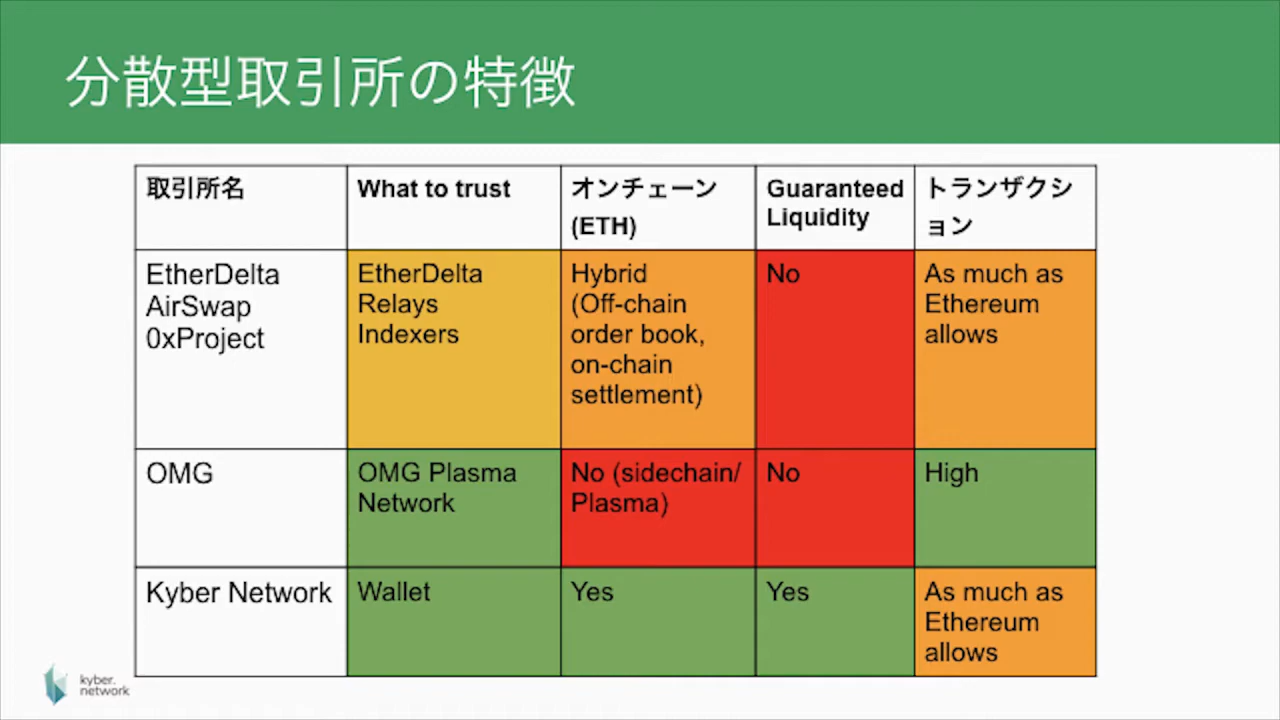 分散型取引所の特徴
取引所名
What to trust
オンチェーン
(ETH)
Guaranteed
Liquidity
トランザクシ
ョン
EtherDelta
AirSwap
0xProject
EtherDelta
Relays
Indexers
Hybrid
(Off-chain
order book,
on-chain
settlement)
No
As much as
Ethereum
allows
OMG
OMG Plasma
Network
No (sidechain/
Plasma)
No
High
Kyber Network
Wallet
Yes
Yes
As much as
Ethereum
allows
kyber.
network